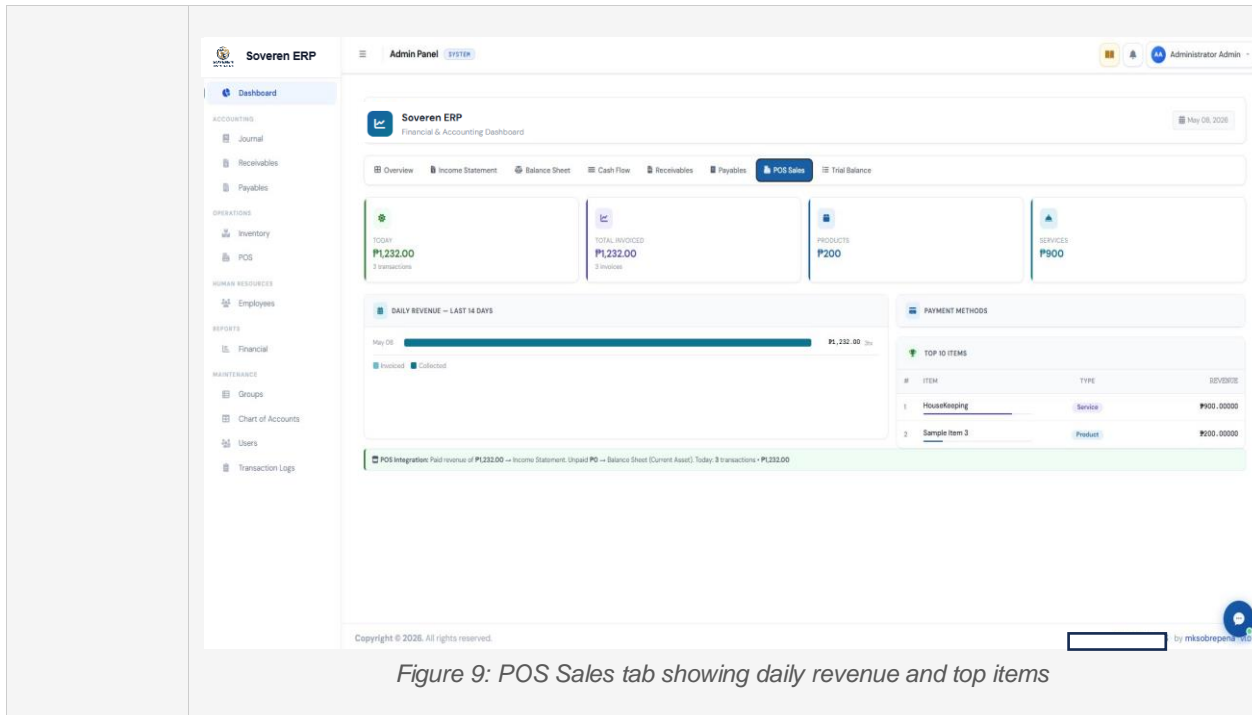 Soveren ERP
Admin Panel SYSTEM
AA Administrator Admin
Dashboard
ACCOUNTING
Journal
Receivables
Payables
OPERATIONS
Inventory
POS
HUMAN RESOURCES
Employees
REPORTS
Financial
MAINTENANCE
Groups
Chart of Accounts
Users
Transaction Logs
Soveren ERP
Financial & Accounting Dashboard
May 08, 2026
Overview Income Statement Balance Sheet Cash Flow Receivables Payables POS Sales Trial Balance
TODAY
₱1,232.00
3 transactions
TOTAL INVOICED
₱1,232.00
3 invoices
PRODUCTS
₱200
SERVICES
₱900
DAILY REVENUE — LAST 14 DAYS
May 08 ₱1,232.00 3tx
Invoiced Collected
PAYMENT METHODS
TOP 10 ITEMS
# ITEM TYPE REVENUE
1 HouseKeeping Service ₱900.00000
2 Sample Item 3 Product ₱200.00000
POS Integration: Paid revenue of ₱1,232.00 → Income Statement. Unpaid ₱0 → Balance Sheet (Current Asset). Today: 3 transactions • ₱1,232.00
Copyright © 2026. All rights reserved.
by mksobrepena
Figure 9: POS Sales tab showing daily revenue and top items